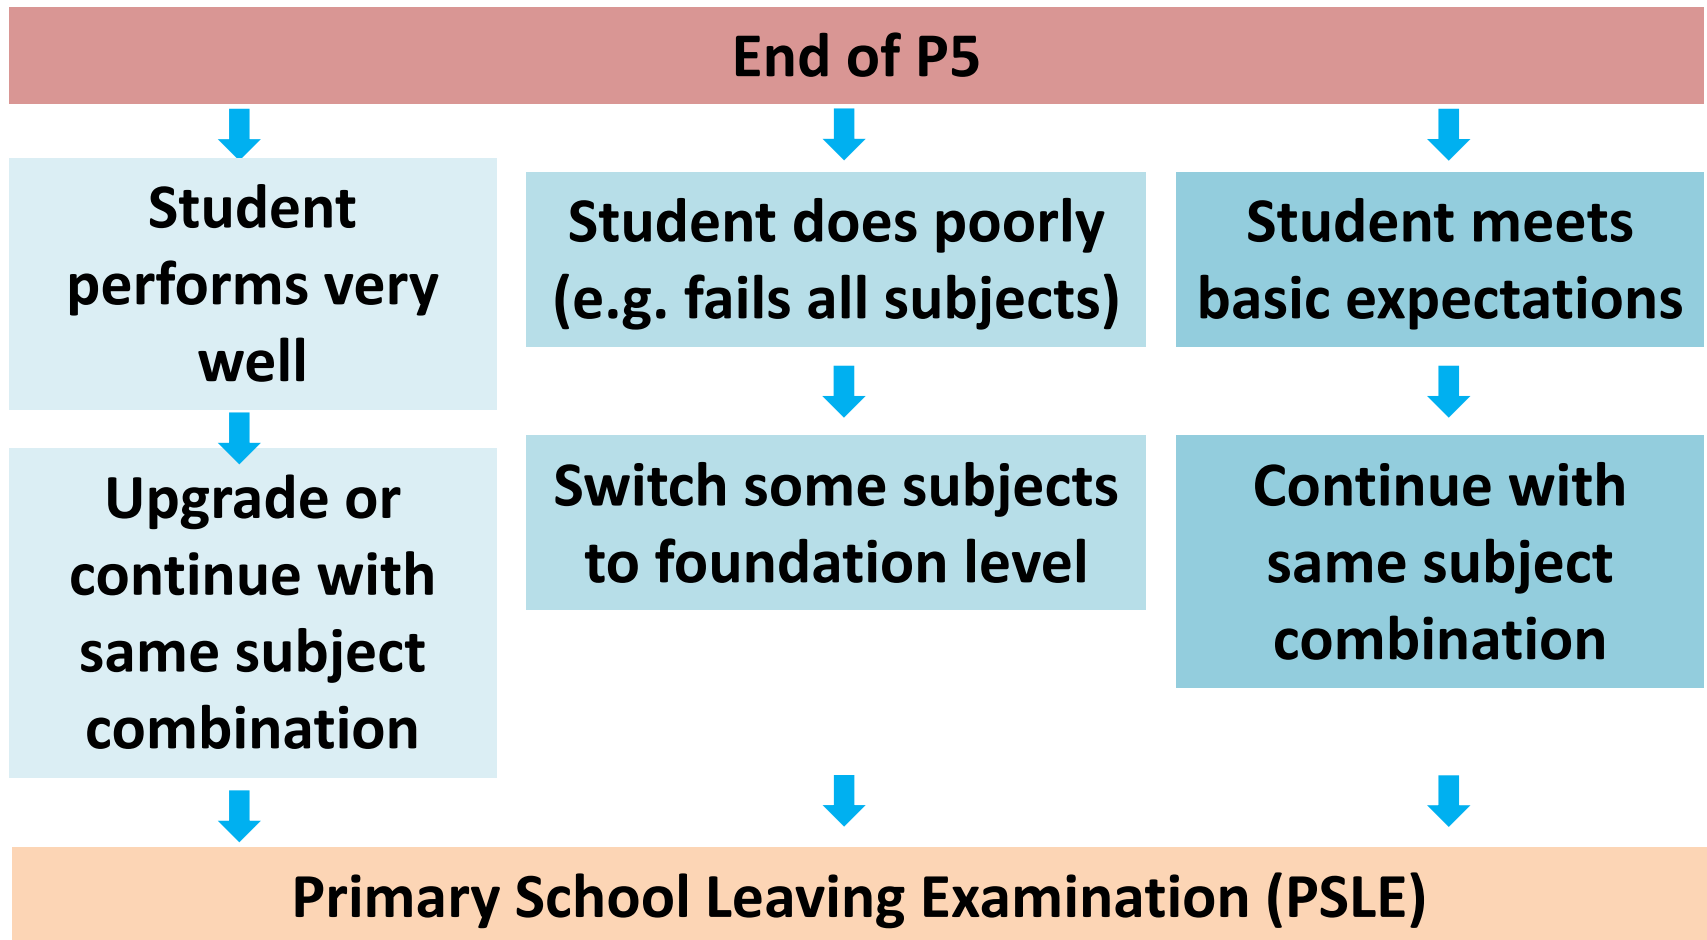 End of P5
Student
performs very
well
Student does poorly
(e.g. fails all subjects)
Student meets
basic expectations
Upgrade or
continue with
same subject
combination
Switch some subjects
to foundation level
Continue with
same subject
combination
Primary School Leaving Examination (PSLE)